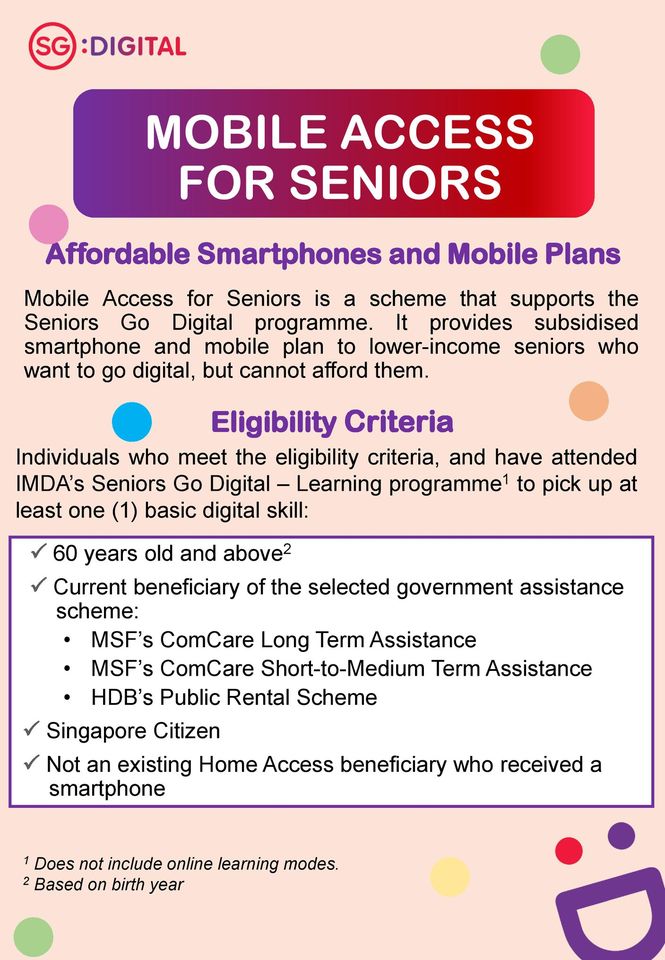 SG:DIGITAL
MOBILE ACCESS
FOR SENIORS
Affordable Smartphones and Mobile Plans
Mobile Access for Seniors is a scheme that supports the
Seniors Go Digital programme. It provides subsidised
smartphone and mobile plan to lower-income seniors who
want to go digital, but cannot afford them.
Eligibility Criteria
Individuals who meet the eligibility criteria, and have attended
IMDA’s Seniors Go Digital – Learning programme¹ to pick up at
least one (1) basic digital skill:
✓ 60 years old and above²
✓ Current beneficiary of the selected government assistance
scheme:
• MSF’s ComCare Long Term Assistance
• MSF’s ComCare Short-to-Medium Term Assistance
• HDB’s Public Rental Scheme
✓ Singapore Citizen
✓ Not an existing Home Access beneficiary who received a
smartphone
¹ Does not include online learning modes.
² Based on birth year